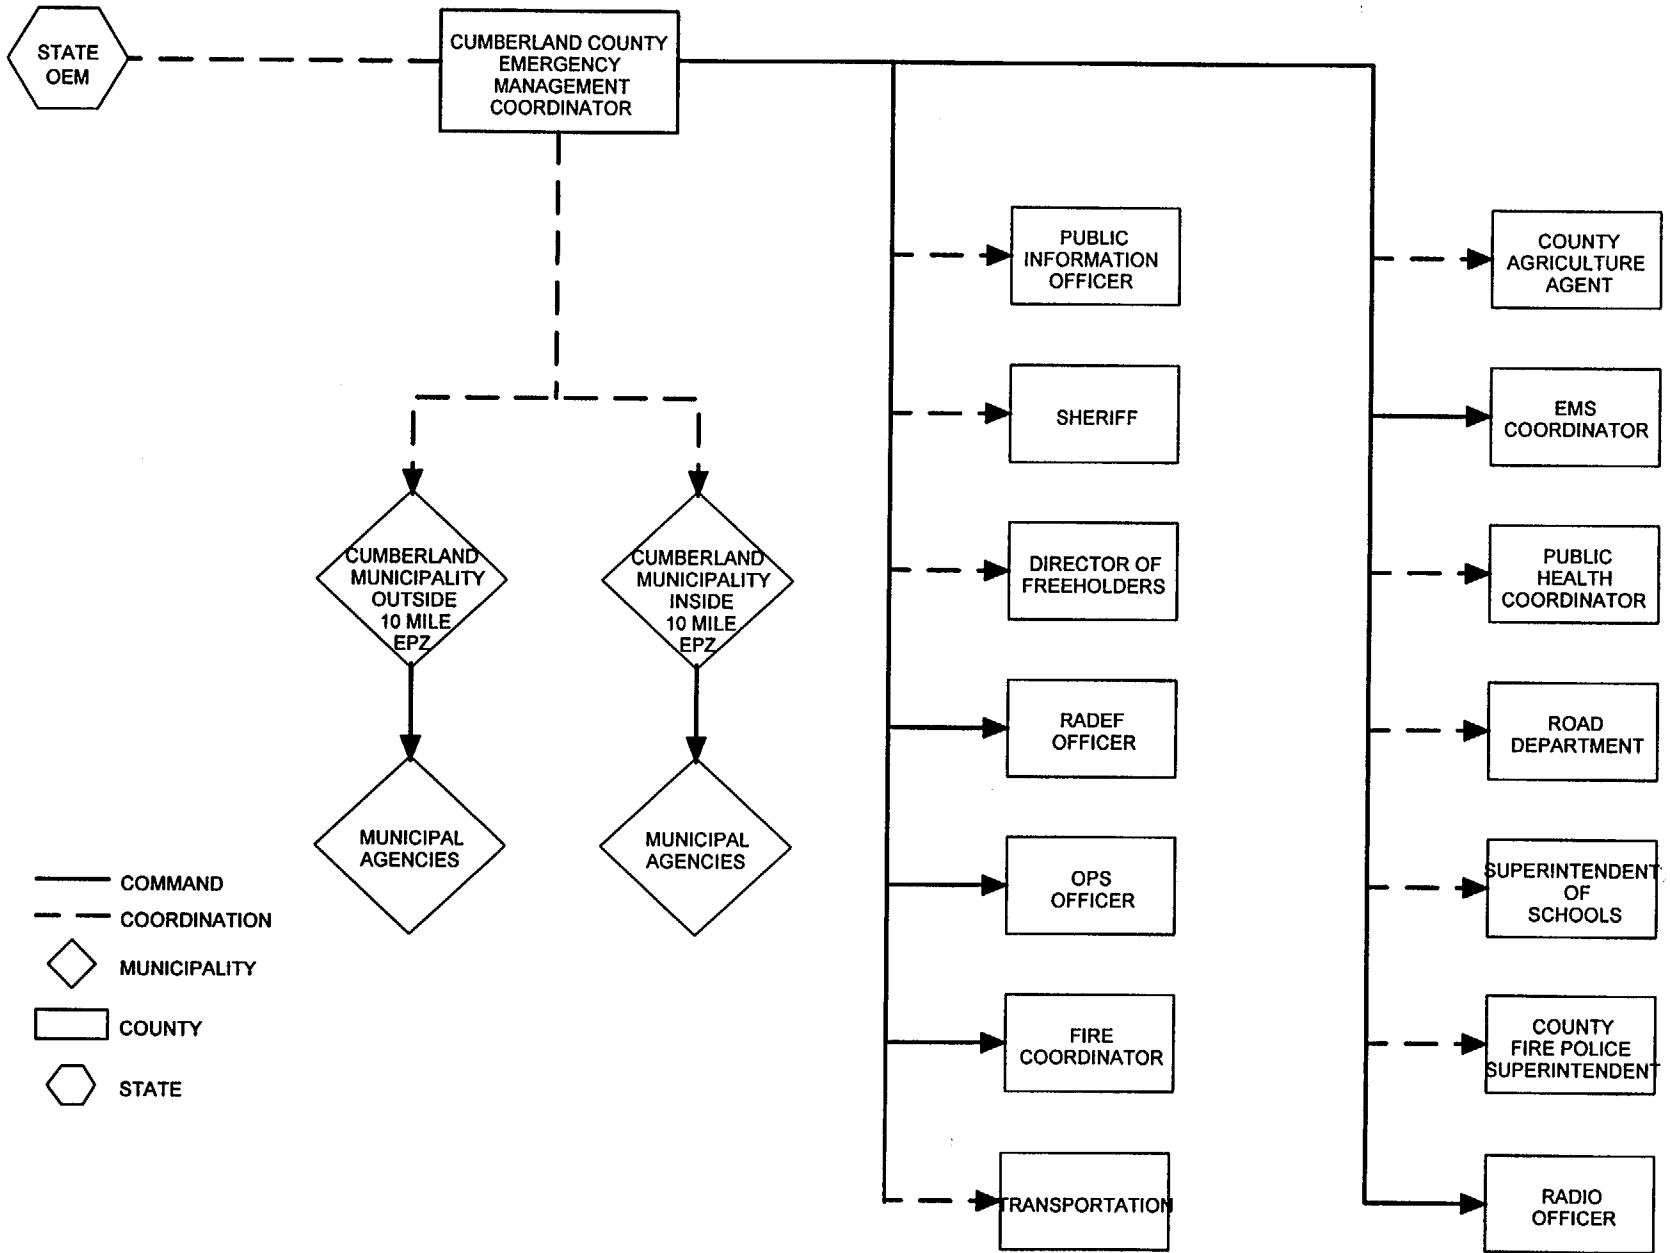 STATE
OEM
CUMBERLAND COUNTY
EMERGENCY
MANAGEMENT
COORDINATOR
CUMBERLAND
MUNICIPALITY
OUTSIDE
10 MILE
EPZ
CUMBERLAND
MUNICIPALITY
INSIDE
10 MILE
EPZ
MUNICIPAL
AGENCIES
MUNICIPAL
AGENCIES
COMMAND
COORDINATION
MUNICIPALITY
COUNTY
STATE
PUBLIC
INFORMATION
OFFICER
SHERIFF
DIRECTOR OF
FREEHOLDERS
RADEF
OFFICER
OPS
OFFICER
FIRE
COORDINATOR
TRANSPORTATION
COUNTY
AGRICULTURE
AGENT
EMS
COORDINATOR
PUBLIC
HEALTH
COORDINATOR
ROAD
DEPARTMENT
SUPERINTENDENT
OF
SCHOOLS
COUNTY
FIRE POLICE
SUPERINTENDENT
RADIO
OFFICER